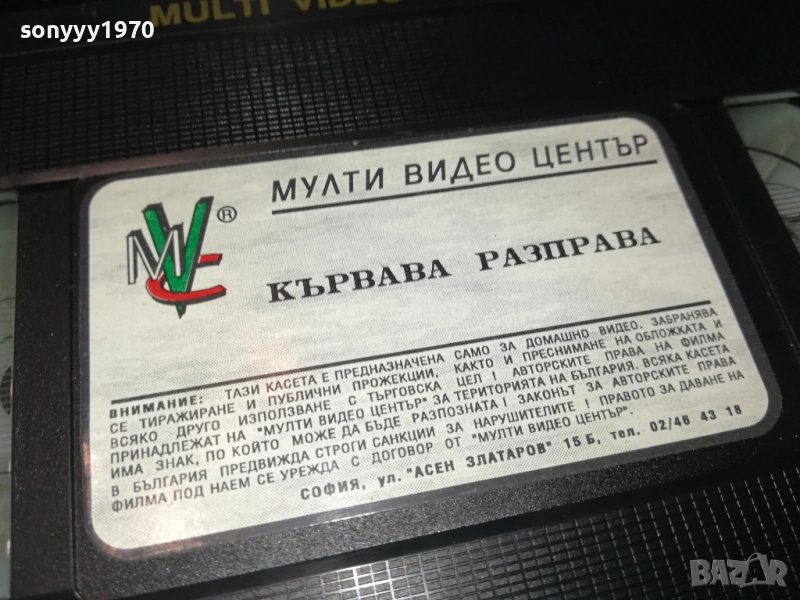 sonyyy1970
MULTI VIDEO
МУЛТИ ВИДЕО ЦЕНТЪР
MVC ®
КЪРВАВА РАЗПРАВА
ВНИМАНИЕ: ТАЗИ КАСЕТА Е ПРЕДНАЗНАЧЕНА САМО ЗА ДОМАШНО ВИДЕО. ЗАБРАНЯВА
СЕ ТИРАЖИРАНЕ И ПУБЛИЧНИ ПРОЖЕКЦИИ, КАКТО И ПРЕСНИМАНЕ НА ОБЛОЖКАТА И
ВСЯКО ДРУГО ИЗПОЛЗВАНЕ С ТЪРГОВСКА ЦЕЛ ! АВТОРСКИТЕ ПРАВА НА ФИЛМА
ПРИНАДЛЕЖАТ НА "МУЛТИ ВИДЕО ЦЕНТЪР" ЗА ТЕРИТОРИЯТА НА БЪЛГАРИЯ. ВСЯКА КАСЕТА
ИМА ЗНАК, ПО КОЙТО МОЖЕ ДА БЪДЕ РАЗПОЗНАТА ! ЗАКОНЪТ ЗА АВТОРСКИТЕ ПРАВА
В БЪЛГАРИЯ ПРЕДВИЖДА СТРОГИ САНКЦИИ ЗА НАРУШИТЕЛИТЕ ! ПРАВОТО ЗА ДАВАНЕ НА
ФИЛМА ПОД НАЕМ СЕ УРЕЖДА С ДОГОВОР ОТ "МУЛТИ ВИДЕО ЦЕНТЪР".
СОФИЯ, ул. "АСЕН ЗЛАТАРОВ" 15 Б, тел. 02/46 43 18
BAZAR